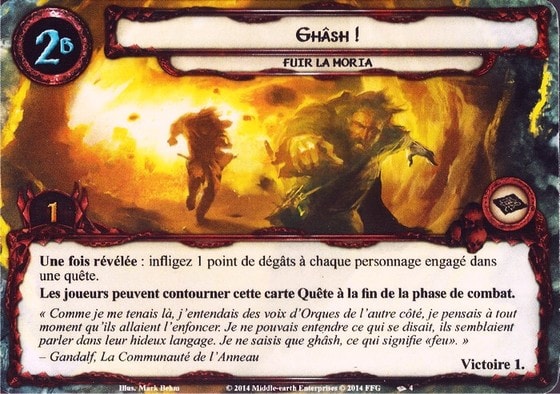 2B
Ghâsh !
Fuir la Moria
1
Une fois révélée : infligez 1 point de dégâts à chaque personnage engagé dans
une quête.
Les joueurs peuvent contourner cette carte Quête à la fin de la phase de combat.
« Comme je me tenais là, j'entendais des voix d'Orques de l'autre côté, je pensais à tout
moment qu'ils allaient l'enfoncer. Je ne pouvais entendre ce qui se disait, ils semblaient
parler dans leur hideux langage. Je ne saisis que ghâsh, ce qui signifie «feu». »
– Gandalf, La Communauté de l'Anneau
Victoire 1.
Illus. Mark Behm
© 2014 Middle-earth Enterprises © 2014 FFG
4